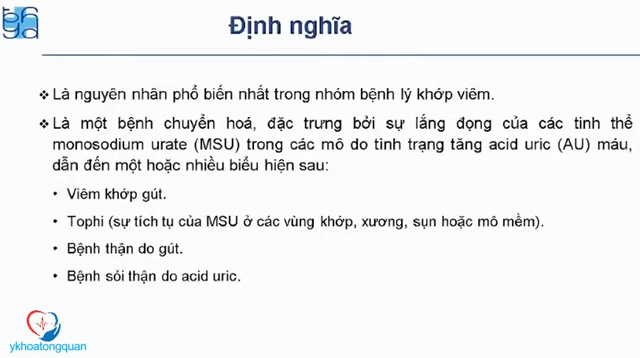 Định nghĩa
❖ Là nguyên nhân phổ biến nhất trong nhóm bệnh lý khớp viêm.
❖ Là một bệnh chuyển hoá, đặc trưng bởi sự lắng đọng của các tinh thể
monosodium urate (MSU) trong các mô do tình trạng tăng acid uric (AU) máu,
dẫn đến một hoặc nhiều biểu hiện sau:
• Viêm khớp gút.
• Tophi (sự tích tụ của MSU ở các vùng khớp, xương, sụn hoặc mô mềm).
• Bệnh thận do gút.
• Bệnh sỏi thận do acid uric.
ykhoatongquan